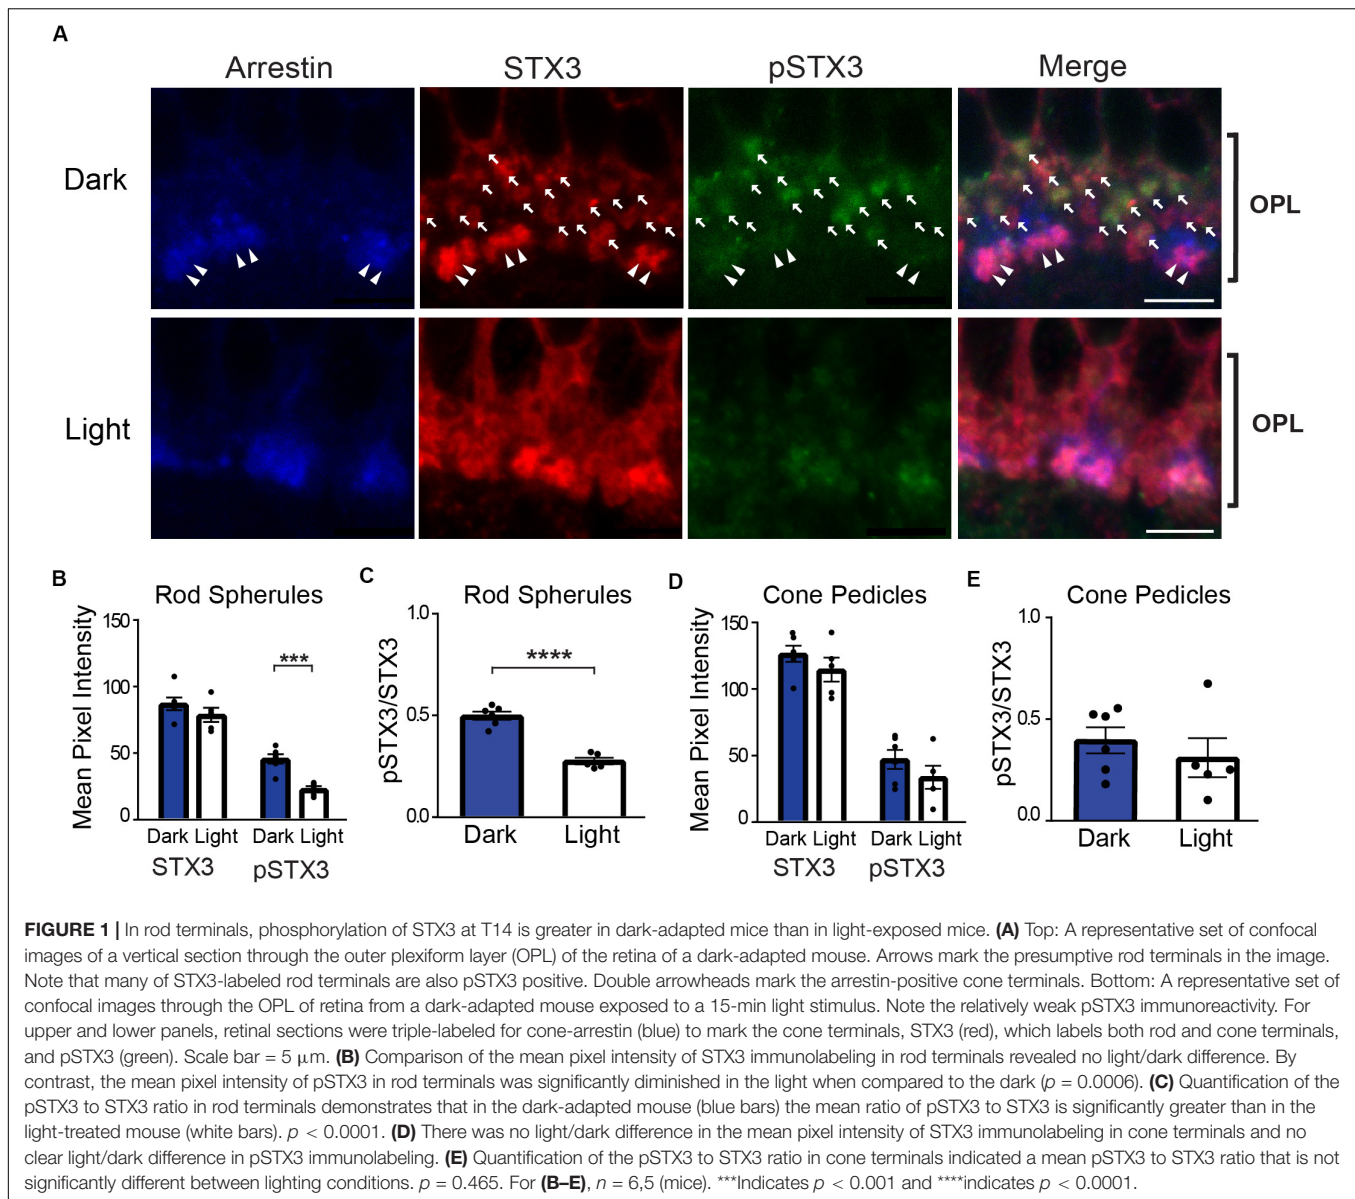 A
Arrestin STX3 pSTX3 Merge
Dark
OPL
Light
OPL
B
Rod Spherules
Mean Pixel Intensity
150
100
50
0
***
Dark Light Dark Light
STX3 pSTX3
C
Rod Spherules
pSTX3/STX3
1.0
0.5
0.0
****
Dark Light
D
Cone Pedicles
Mean Pixel Intensity
150
100
50
0
Dark Light Dark Light
STX3 pSTX3
E
Cone Pedicles
pSTX3/STX3
1.0
0.5
0.0
Dark Light
FIGURE 1 | In rod terminals, phosphorylation of STX3 at T14 is greater in dark-adapted mice than in light-exposed mice. (A) Top: A representative set of confocal
images of a vertical section through the outer plexiform layer (OPL) of the retina of a dark-adapted mouse. Arrows mark the presumptive rod terminals in the image.
Note that many of STX3-labeled rod terminals are also pSTX3 positive. Double arrowheads mark the arrestin-positive cone terminals. Bottom: A representative set of
confocal images through the OPL of retina from a dark-adapted mouse exposed to a 15-min light stimulus. Note the relatively weak pSTX3 immunoreactivity. For
upper and lower panels, retinal sections were triple-labeled for cone-arrestin (blue) to mark the cone terminals, STX3 (red), which labels both rod and cone terminals,
and pSTX3 (green). Scale bar = 5 μm. (B) Comparison of the mean pixel intensity of STX3 immunolabeling in rod terminals revealed no light/dark difference. By
contrast, the mean pixel intensity of pSTX3 in rod terminals was significantly diminished in the light when compared to the dark (p = 0.0006). (C) Quantification of the
pSTX3 to STX3 ratio in rod terminals demonstrates that in the dark-adapted mouse (blue bars) the mean ratio of pSTX3 to STX3 is significantly greater than in the
light-treated mouse (white bars). p < 0.0001. (D) There was no light/dark difference in the mean pixel intensity of STX3 immunolabeling in cone terminals and no
clear light/dark difference in pSTX3 immunolabeling. (E) Quantification of the pSTX3 to STX3 ratio in cone terminals indicated a mean pSTX3 to STX3 ratio that is not
significantly different between lighting conditions. p = 0.465. For (B–E), n = 6,5 (mice). ***Indicates p < 0.001 and ****indicates p < 0.0001.